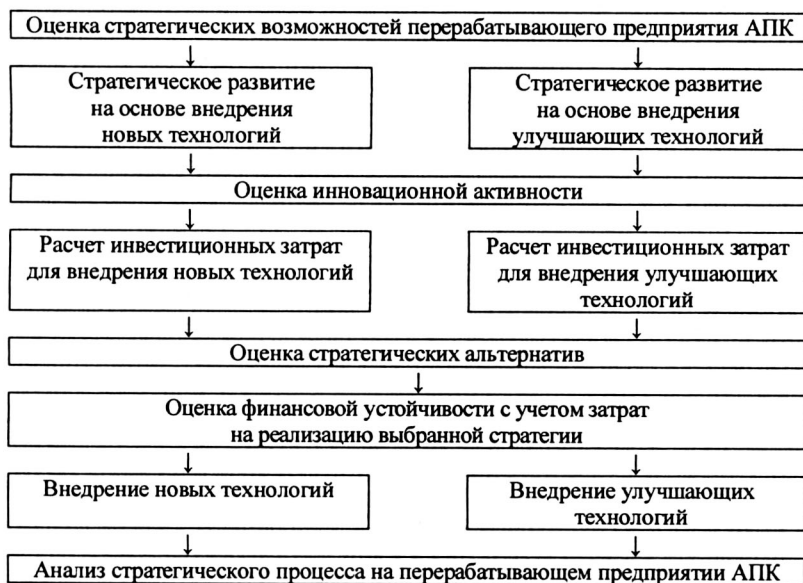 Оценка стратегических возможностей перерабатывающего предприятия АПК
Стратегическое развитие
на основе внедрения
новых технологий
Стратегическое развитие
на основе внедрения
улучшающих технологий
Оценка инновационной активности
Расчет инвестиционных затрат
для внедрения новых технологий
Расчет инвестиционных затрат
для внедрения улучшающих
технологий
Оценка стратегических альтернатив
Оценка финансовой устойчивости с учетом затрат
на реализацию выбранной стратегии
Внедрение новых технологий
Внедрение улучшающих
технологий
Анализ стратегического процесса на перерабатывающем предприятии АПК